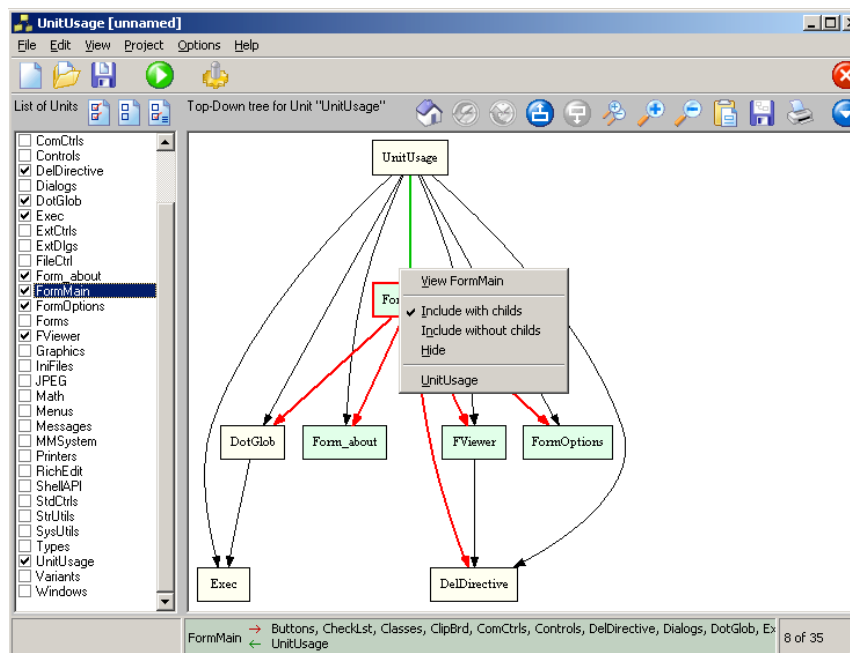 UnitUsage [unnamed]
File Edit View Project Options Help
List of Units
Top-Down tree for Unit "UnitUsage"
ComCtrls
Controls
DelDirective
Dialogs
DotGlob
Exec
ExtCtrls
ExtDlgs
FileCtrl
Form_about
FormMain
FormOptions
Forms
FViewer
Graphics
IniFiles
JPEG
Math
Menus
Messages
MMSystem
Printers
RichEdit
ShellAPI
StdCtrls
StrUtils
SysUtils
Types
UnitUsage
Variants
Windows
UnitUsage
For
View FormMain
Include with childs
Include without childs
Hide
UnitUsage
DotGlob
Form_about
FViewer
FormOptions
Exec
DelDirective
FormMain
Buttons, CheckLst, Classes, ClipBrd, ComCtrls, Controls, DelDirective, Dialogs, DotGlob, Ex
UnitUsage
8 of 35